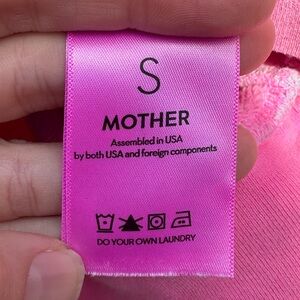 S
MOTHER
Assembled in USA
by both USA and foreign components
DO YOUR OWN LAUNDRY